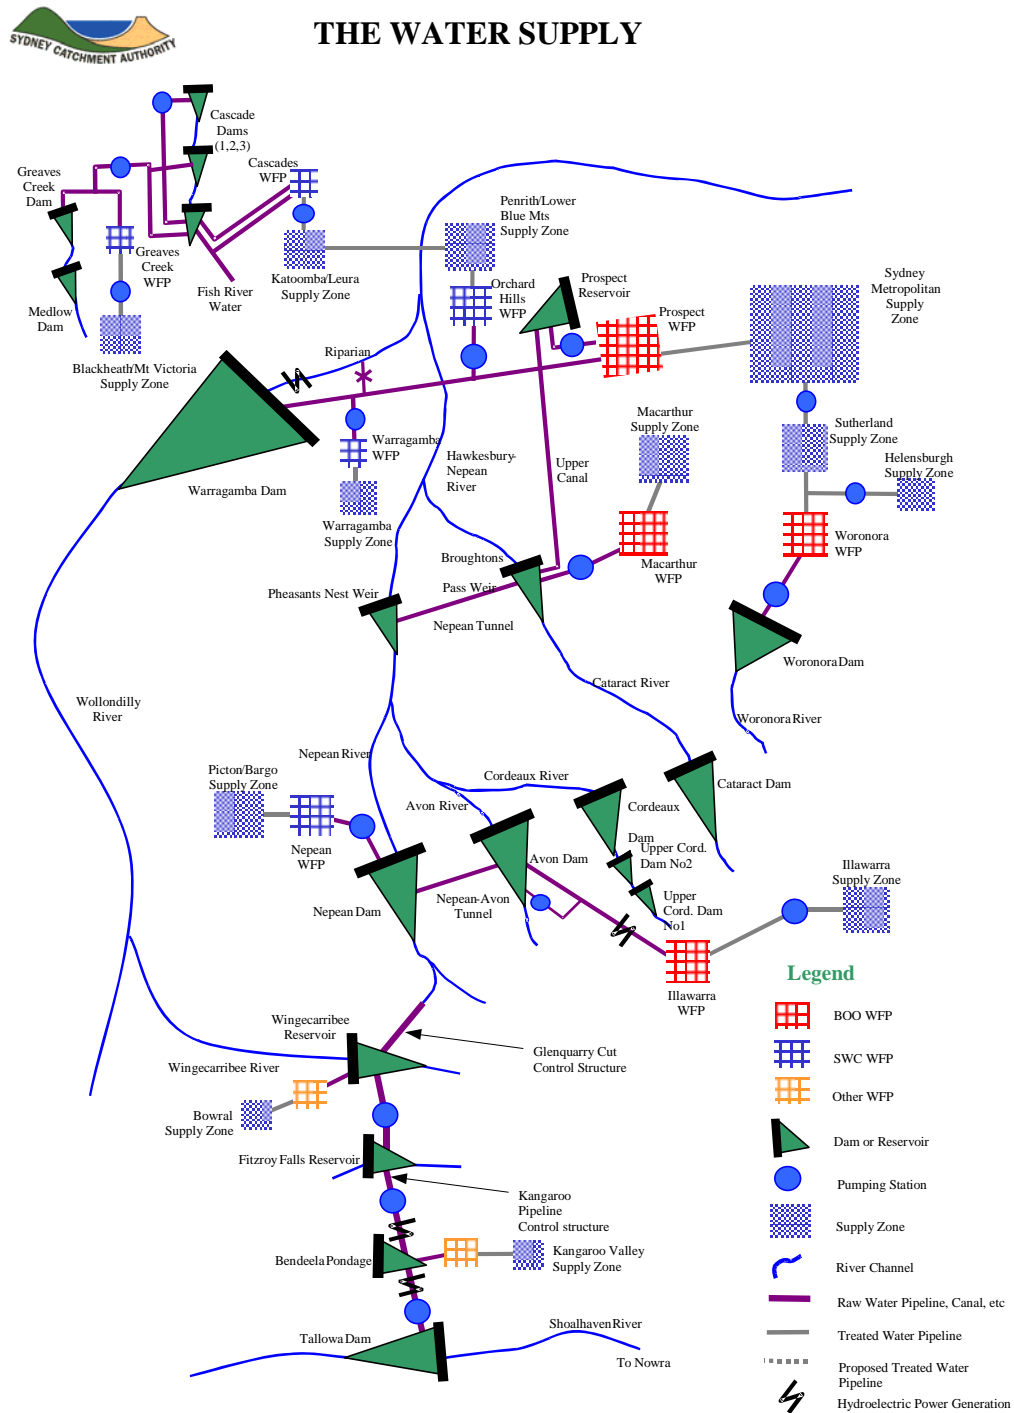 SYDNEY CATCHMENT AUTHORITY
THE WATER SUPPLY
Cascade
Dams
(1,2,3)
Cascades
WFP
Greaves
Creek
Dam
Greaves
Creek
WFP
Medlow
Dam
Fish River
Water
Blackheath/Mt Victoria
Supply Zone
Katoomba/Leura
Supply Zone
Penrith/Lower
Blue Mts
Supply Zone
Orchard
Hills
WFP
Prospect
Reservoir
Prospect
WFP
Sydney
Metropolitan
Supply
Zone
Riparian
Warragamba
WFP
Warragamba Dam
Warragamba
Supply Zone
Hawkesbury-
Nepean
River
Upper
Canal
Macarthur
Supply Zone
Sutherland
Supply Zone
Helensburgh
Supply Zone
Woronora
WFP
Macarthur
WFP
Broughtons
Pass Weir
Pheasants Nest Weir
Nepean Tunnel
Woronora Dam
Woronora River
Cataract River
Wollondilly
River
Nepean River
Picton/Bargo
Supply Zone
Nepean
WFP
Cordeaux River
Avon River
Cordeaux
Dam
Cataract Dam
Upper Cord.
Dam No2
Avon Dam
Upper
Cord. Dam
No1
Nepean Dam
Nepean-Avon
Tunnel
Illawarra
Supply Zone
Illawarra
WFP
Wingecarribee
Reservoir
Glenquarry Cut
Control Structure
Wingecarribee River
Bowral
Supply Zone
Fitzroy Falls Reservoir
Kangaroo
Pipeline
Control structure
Bendeela Pondage
Kangaroo Valley
Supply Zone
Tallowa Dam
Shoalhaven River
To Nowra
Legend
BOO WFP
SWC WFP
Other WFP
Dam or Reservoir
Pumping Station
Supply Zone
River Channel
Raw Water Pipeline, Canal, etc
Treated Water Pipeline
Proposed Treated Water
Pipeline
Hydroelectric Power Generation